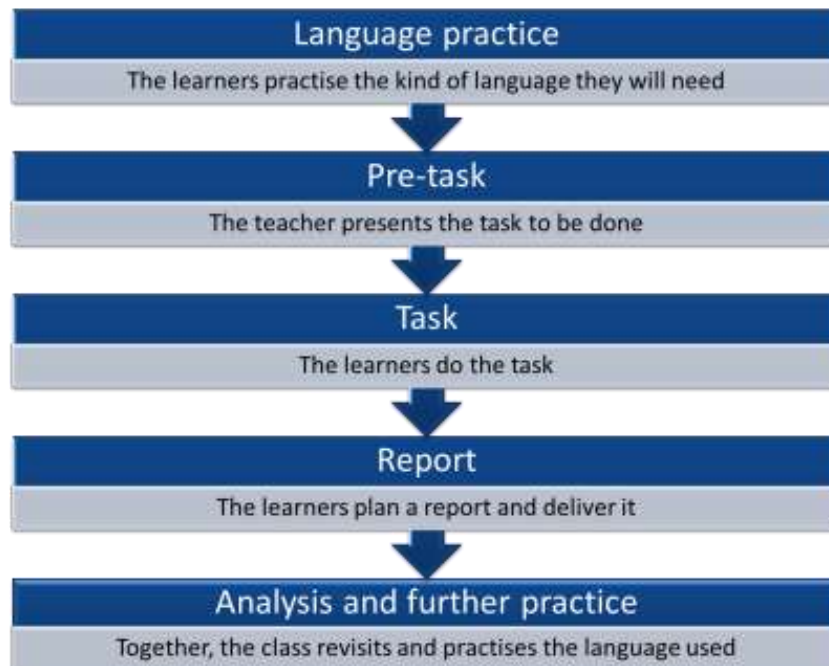 Language practice
The learners practise the kind of language they will need
Pre-task
The teacher presents the task to be done
Task
The learners do the task
Report
The learners plan a report and deliver it
Analysis and further practice
Together, the class revisits and practises the language used